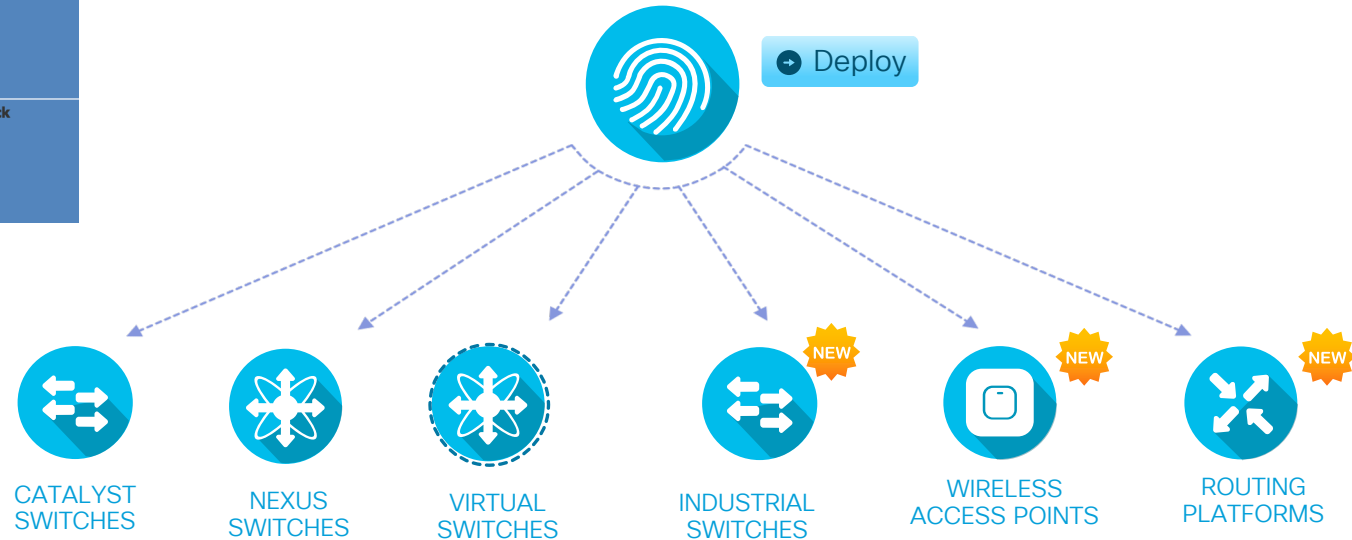 Deploy
NEW
NEW
NEW
CATALYST
SWITCHES
NEXUS
SWITCHES
VIRTUAL
SWITCHES
INDUSTRIAL
SWITCHES
WIRELESS
ACCESS POINTS
ROUTING
PLATFORMS